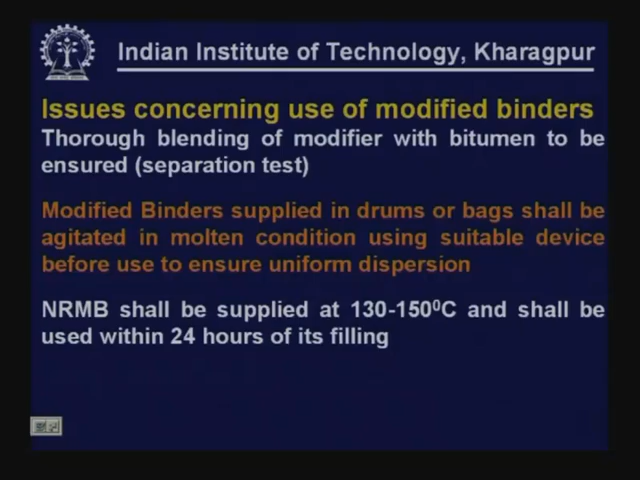 Indian Institute of Technology, Kharagpur
Issues concerning use of modified binders
Thorough blending of modifier with bitumen to be
ensured (separation test)
Modified Binders supplied in drums or bags shall be
agitated in molten condition using suitable device
before use to ensure uniform dispersion
NRMB shall be supplied at 130-150⁰C and shall be
used within 24 hours of its filling